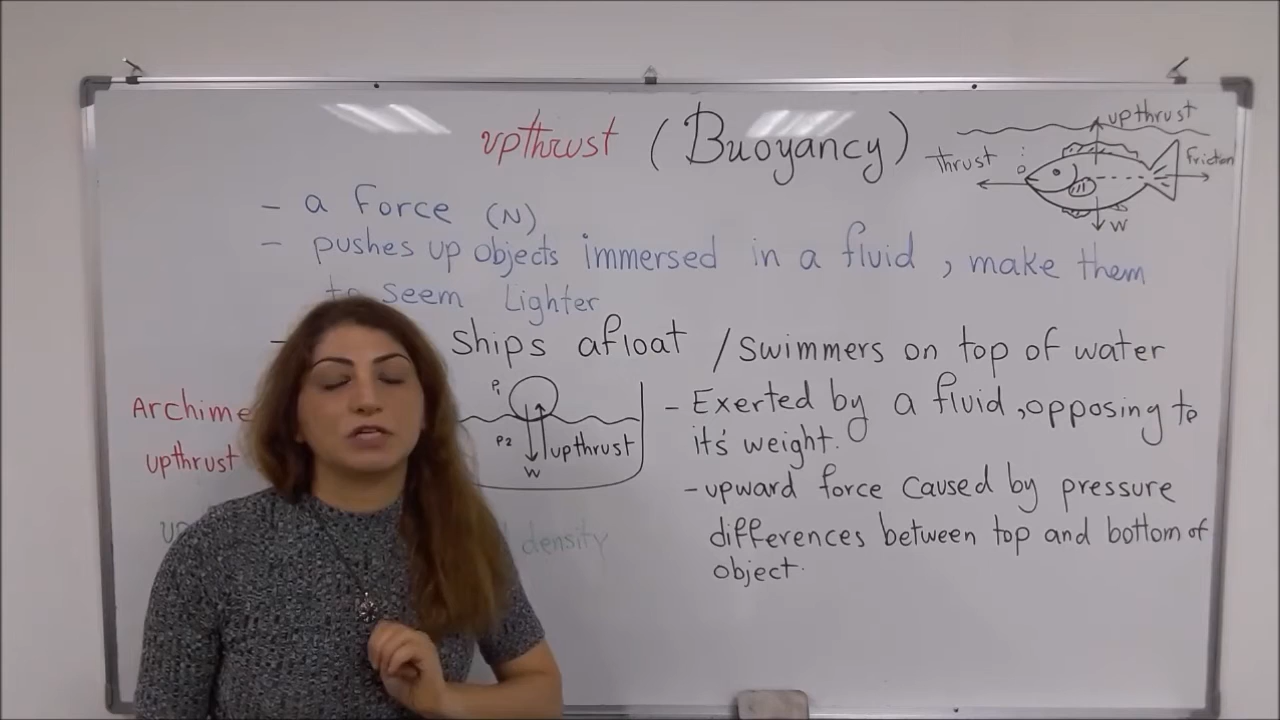 upthrust (Buoyancy)
upthrust
Thrust
Friction
W
- a force (N)
- pushes up objects immersed in a fluid, make them
to seem Lighter
- ships afloat / swimmers on top of water
Archime
upthrust
P1
P2
upthrust
W
density
- Exerted by a fluid, opposing to
its' weight.
- upward force caused by pressure
differences between top and bottom of
object.